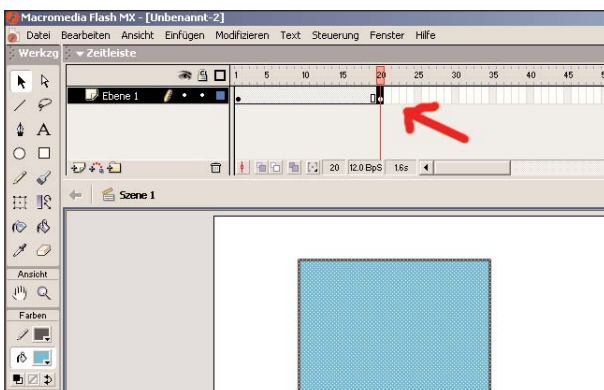 Macromedia Flash MX - [Unbenannt-2]
Datei Bearbeiten Ansicht Einfügen Modifizieren Text Steuerung Fenster Hilfe
Werkzg Zeitleiste
1 5 10 15 20 25 30 35 40 45
Ebene 1
20 12.0 BpS 1.6s
Szene 1
A
Ansicht
Farben